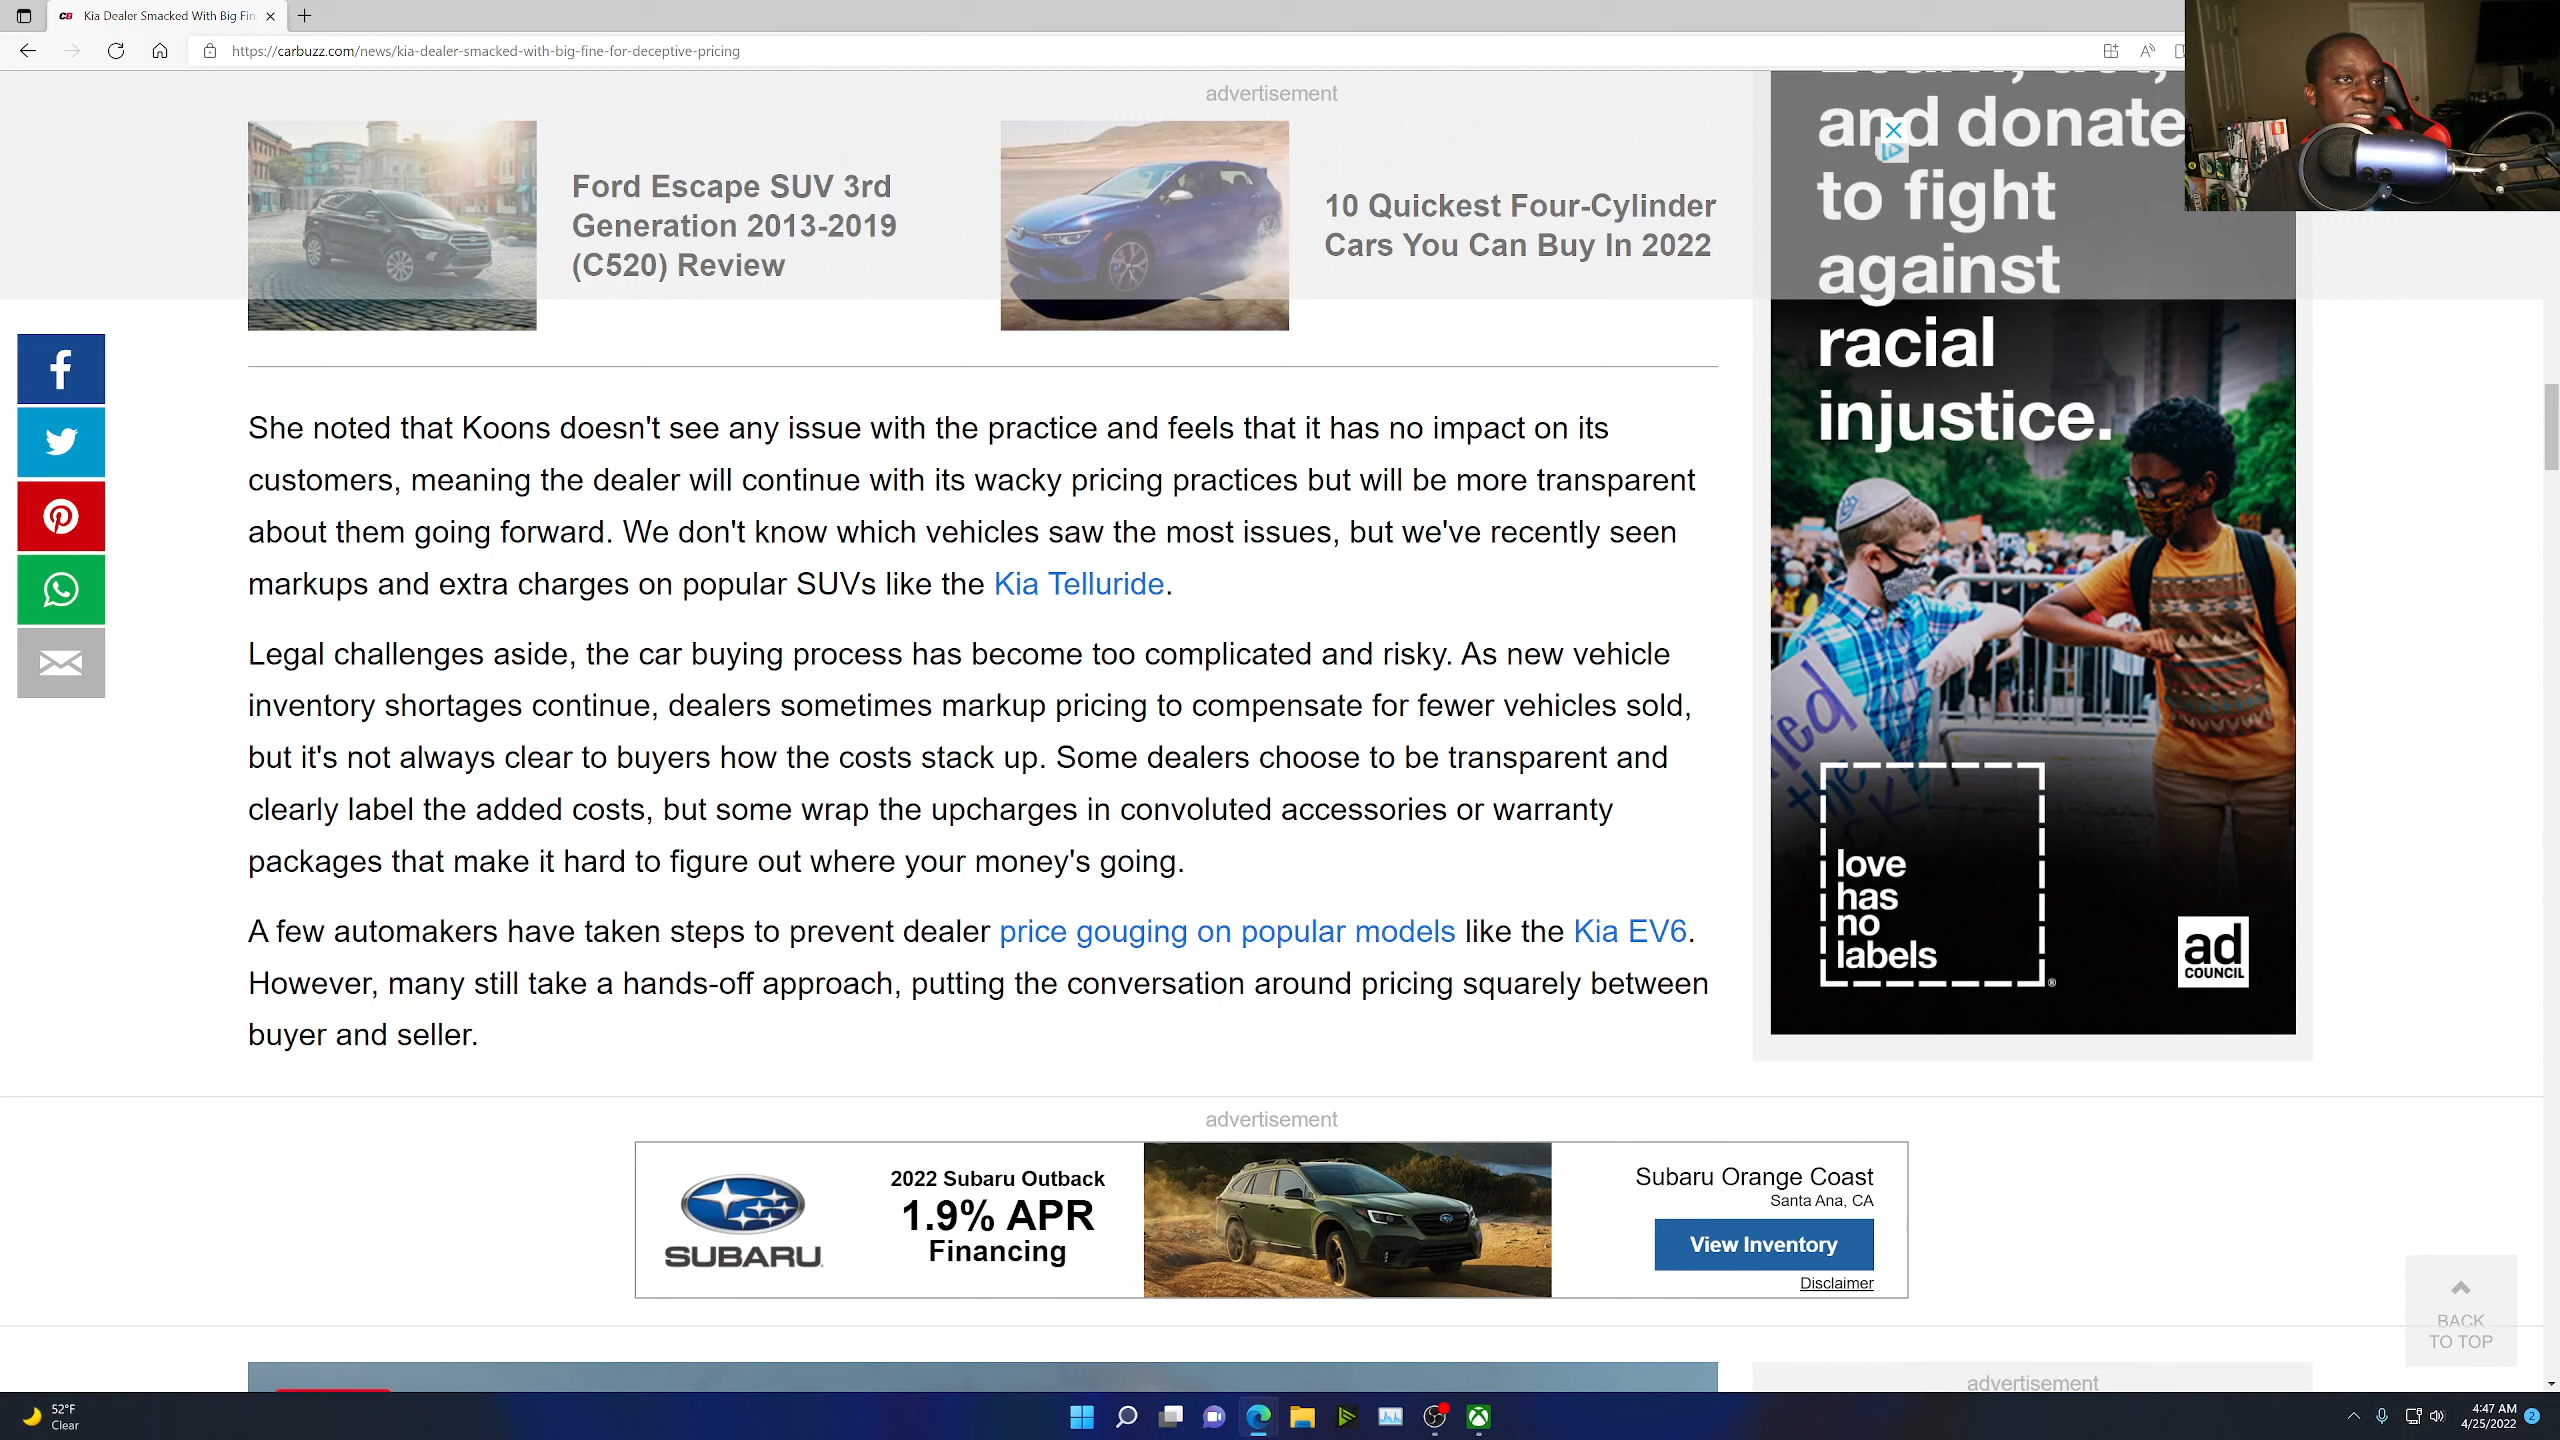 Kia Dealer Smacked With Big Fin
https://carbuzz.com/news/kia-dealer-smacked-with-big-fine-for-deceptive-pricing
advertisement
Ford Escape SUV 3rd
Generation 2013-2019
(C520) Review
10 Quickest Four-Cylinder
Cars You Can Buy In 2022
and donate
to fight
against
racial
injustice.
She noted that Koons doesn't see any issue with the practice and feels that it has no impact on its
customers, meaning the dealer will continue with its wacky pricing practices but will be more transparent
about them going forward. We don't know which vehicles saw the most issues, but we've recently seen
markups and extra charges on popular SUVs like the Kia Telluride.
Legal challenges aside, the car buying process has become too complicated and risky. As new vehicle
inventory shortages continue, dealers sometimes markup pricing to compensate for fewer vehicles sold,
but it's not always clear to buyers how the costs stack up. Some dealers choose to be transparent and
clearly label the added costs, but some wrap the upcharges in convoluted accessories or warranty
packages that make it hard to figure out where your money's going.
A few automakers have taken steps to prevent dealer price gouging on popular models like the Kia EV6.
However, many still take a hands-off approach, putting the conversation around pricing squarely between
buyer and seller.
love
has
no
labels
ad
COUNCIL
advertisement
SUBARU
2022 Subaru Outback
1.9% APR
Financing
Subaru Orange Coast
Santa Ana, CA
View Inventory
Disclaimer
BACK
TO TOP
advertisement
52°F
Clear
4:47 AM
4/25/2022
2